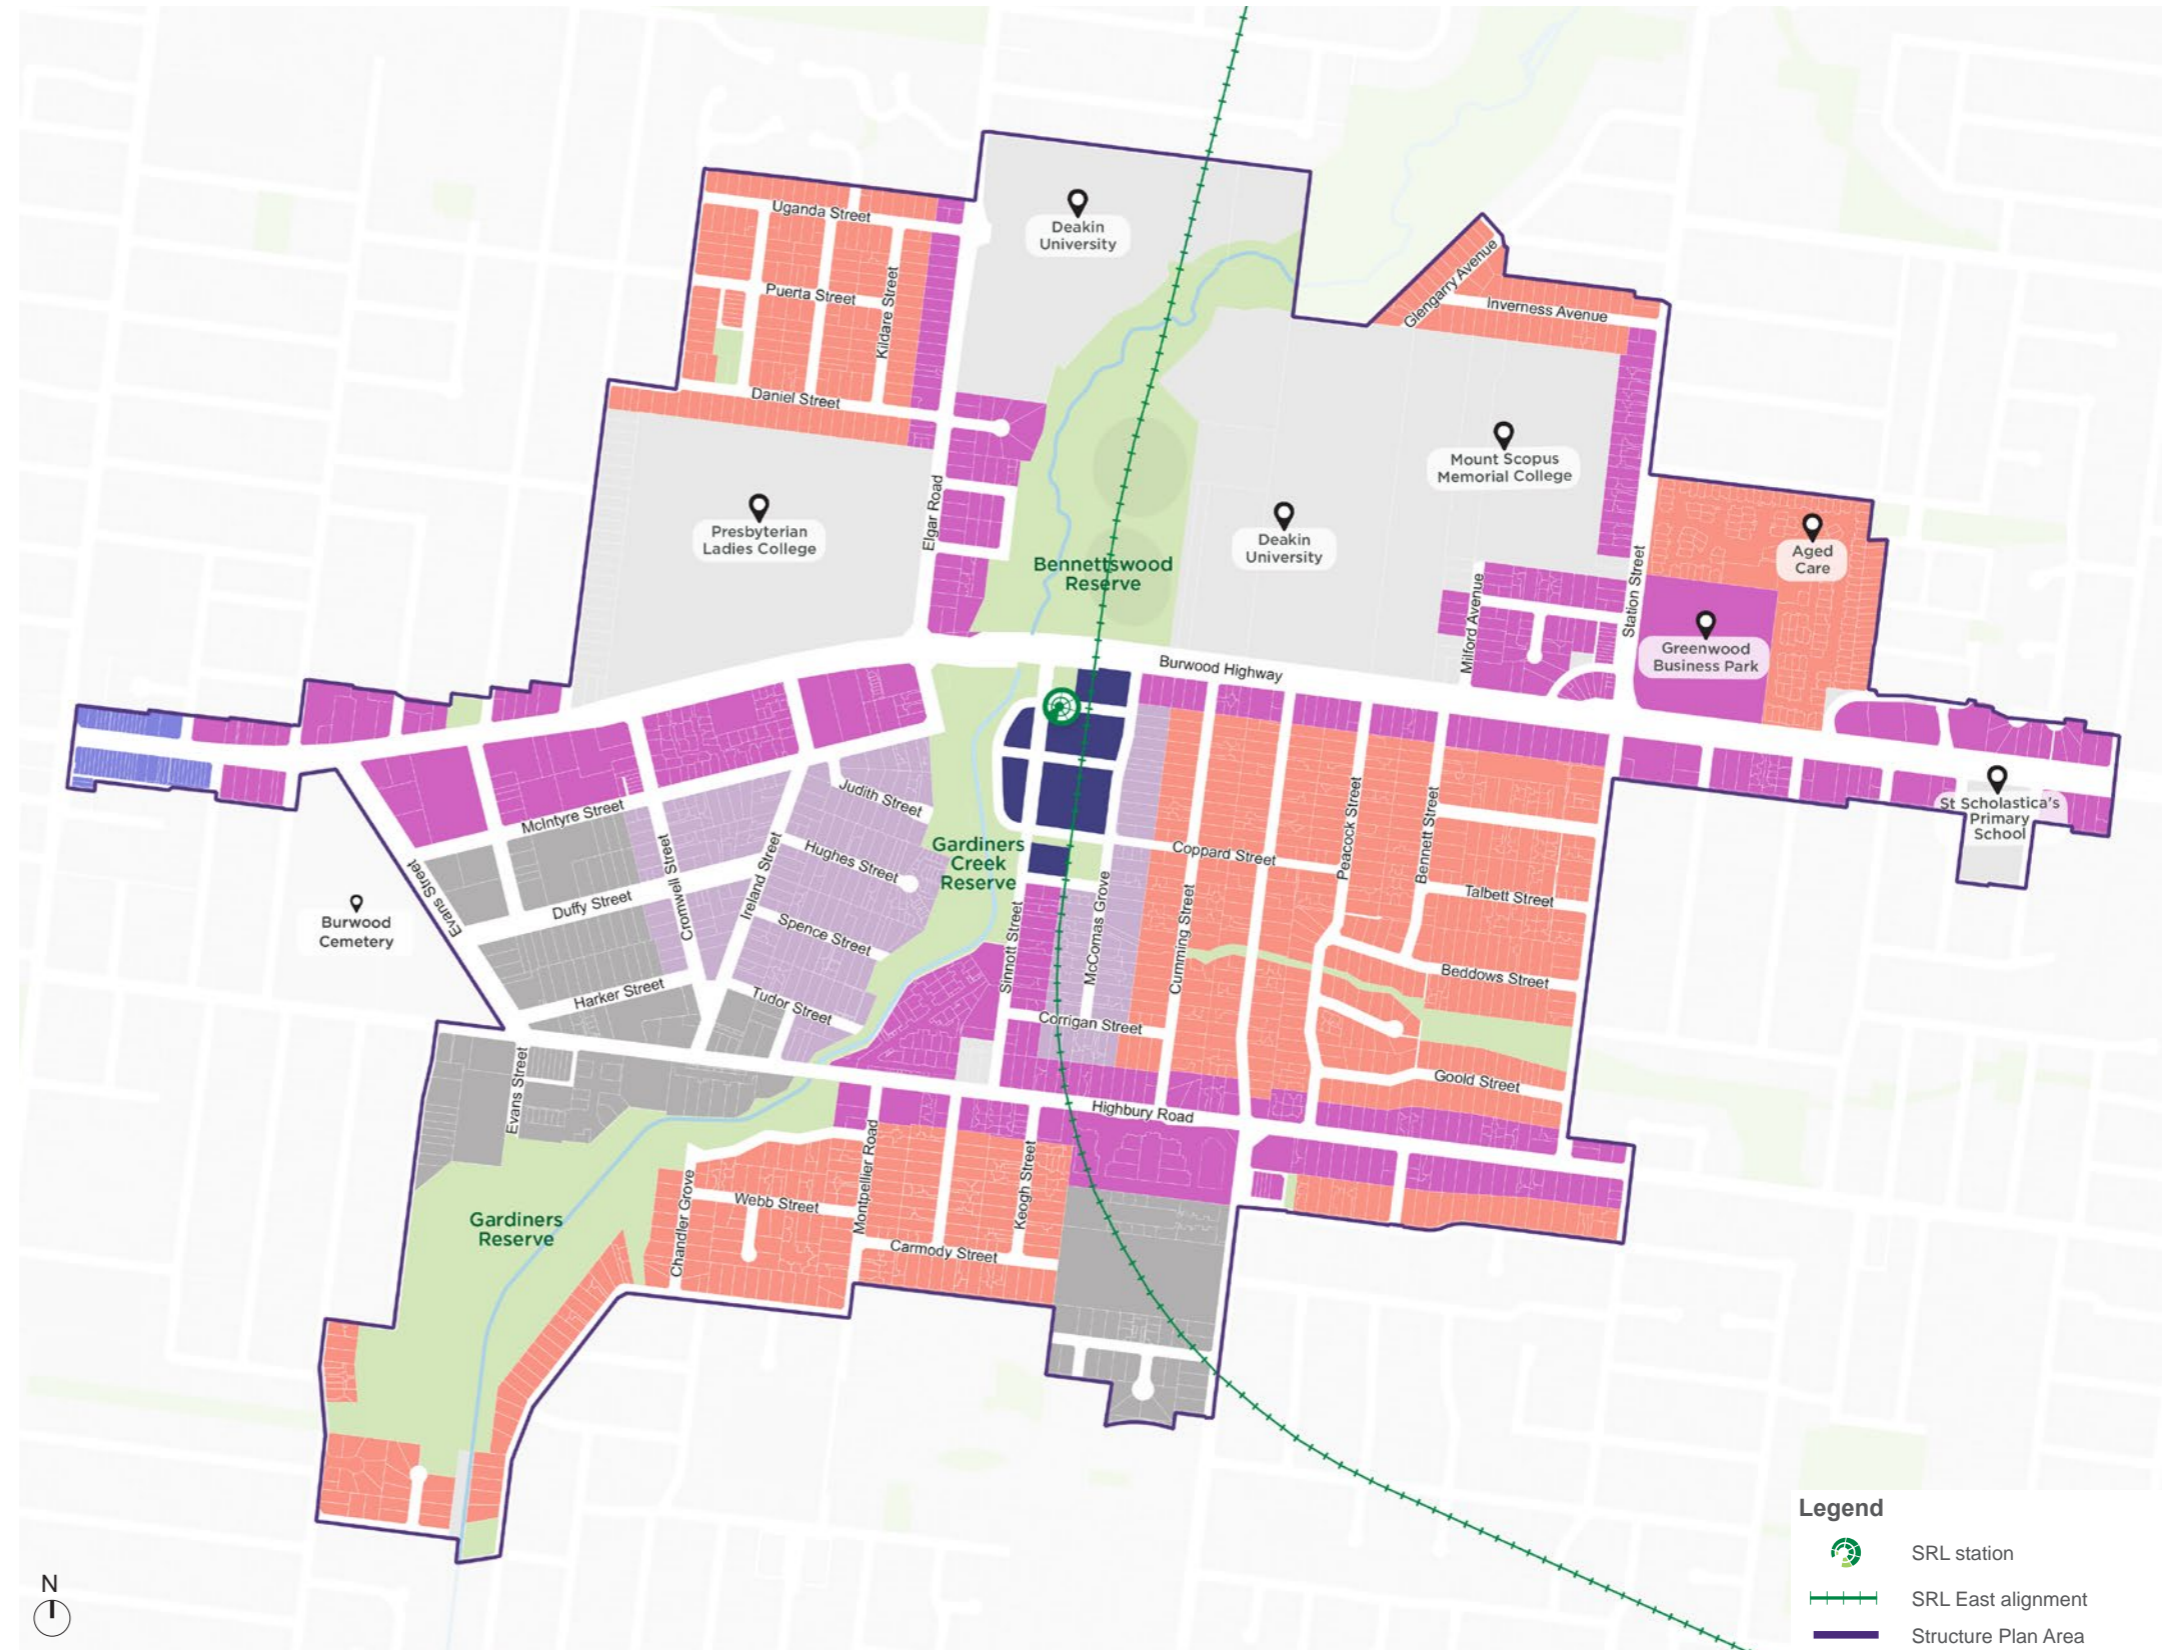 Uganda Street
Deakin
University
Glengarry Avenue
Inverness Avenue
Puerta Street
Kildare Street
Daniel Street
Mount Scopus
Memorial College
Presbyterian
Ladies College
Elgar Road
Deakin
University
Aged
Care
Bennettswood
Reserve
Station Street
Milford Avenue
Greenwood
Business Park
Burwood Highway
Judith Street
McIntyre Street
St Scholastica's
Primary
School
Peacock Street
Bennett Street
Gardiners
Creek
Reserve
Coppard Street
Hughes Street
Cromwell Street
Ireland Street
Evans Street
Duffy Street
Talbett Street
Burwood
Cemetery
Spence Street
Sinnott Street
McComas Grove
Cumming Street
Beddows Street
Harker Street
Tudor Street
Corrigan Street
Goold Street
Evans Street
Highbury Road
Montpellier Road
Keogh Street
Chandler Grove
Webb Street
Gardiners
Reserve
Carmody Street
Legend
SRL station
SRL East alignment
Structure Plan Area
N